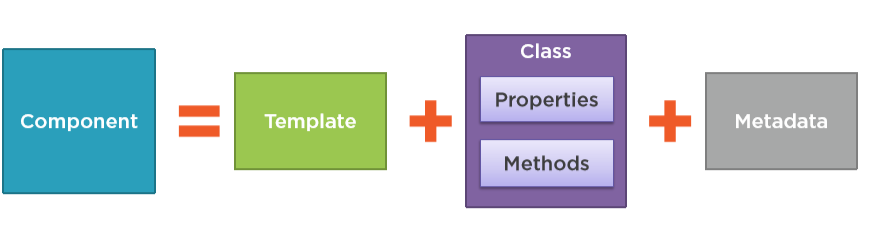 Component
Template
Class
Properties
Methods
Metadata